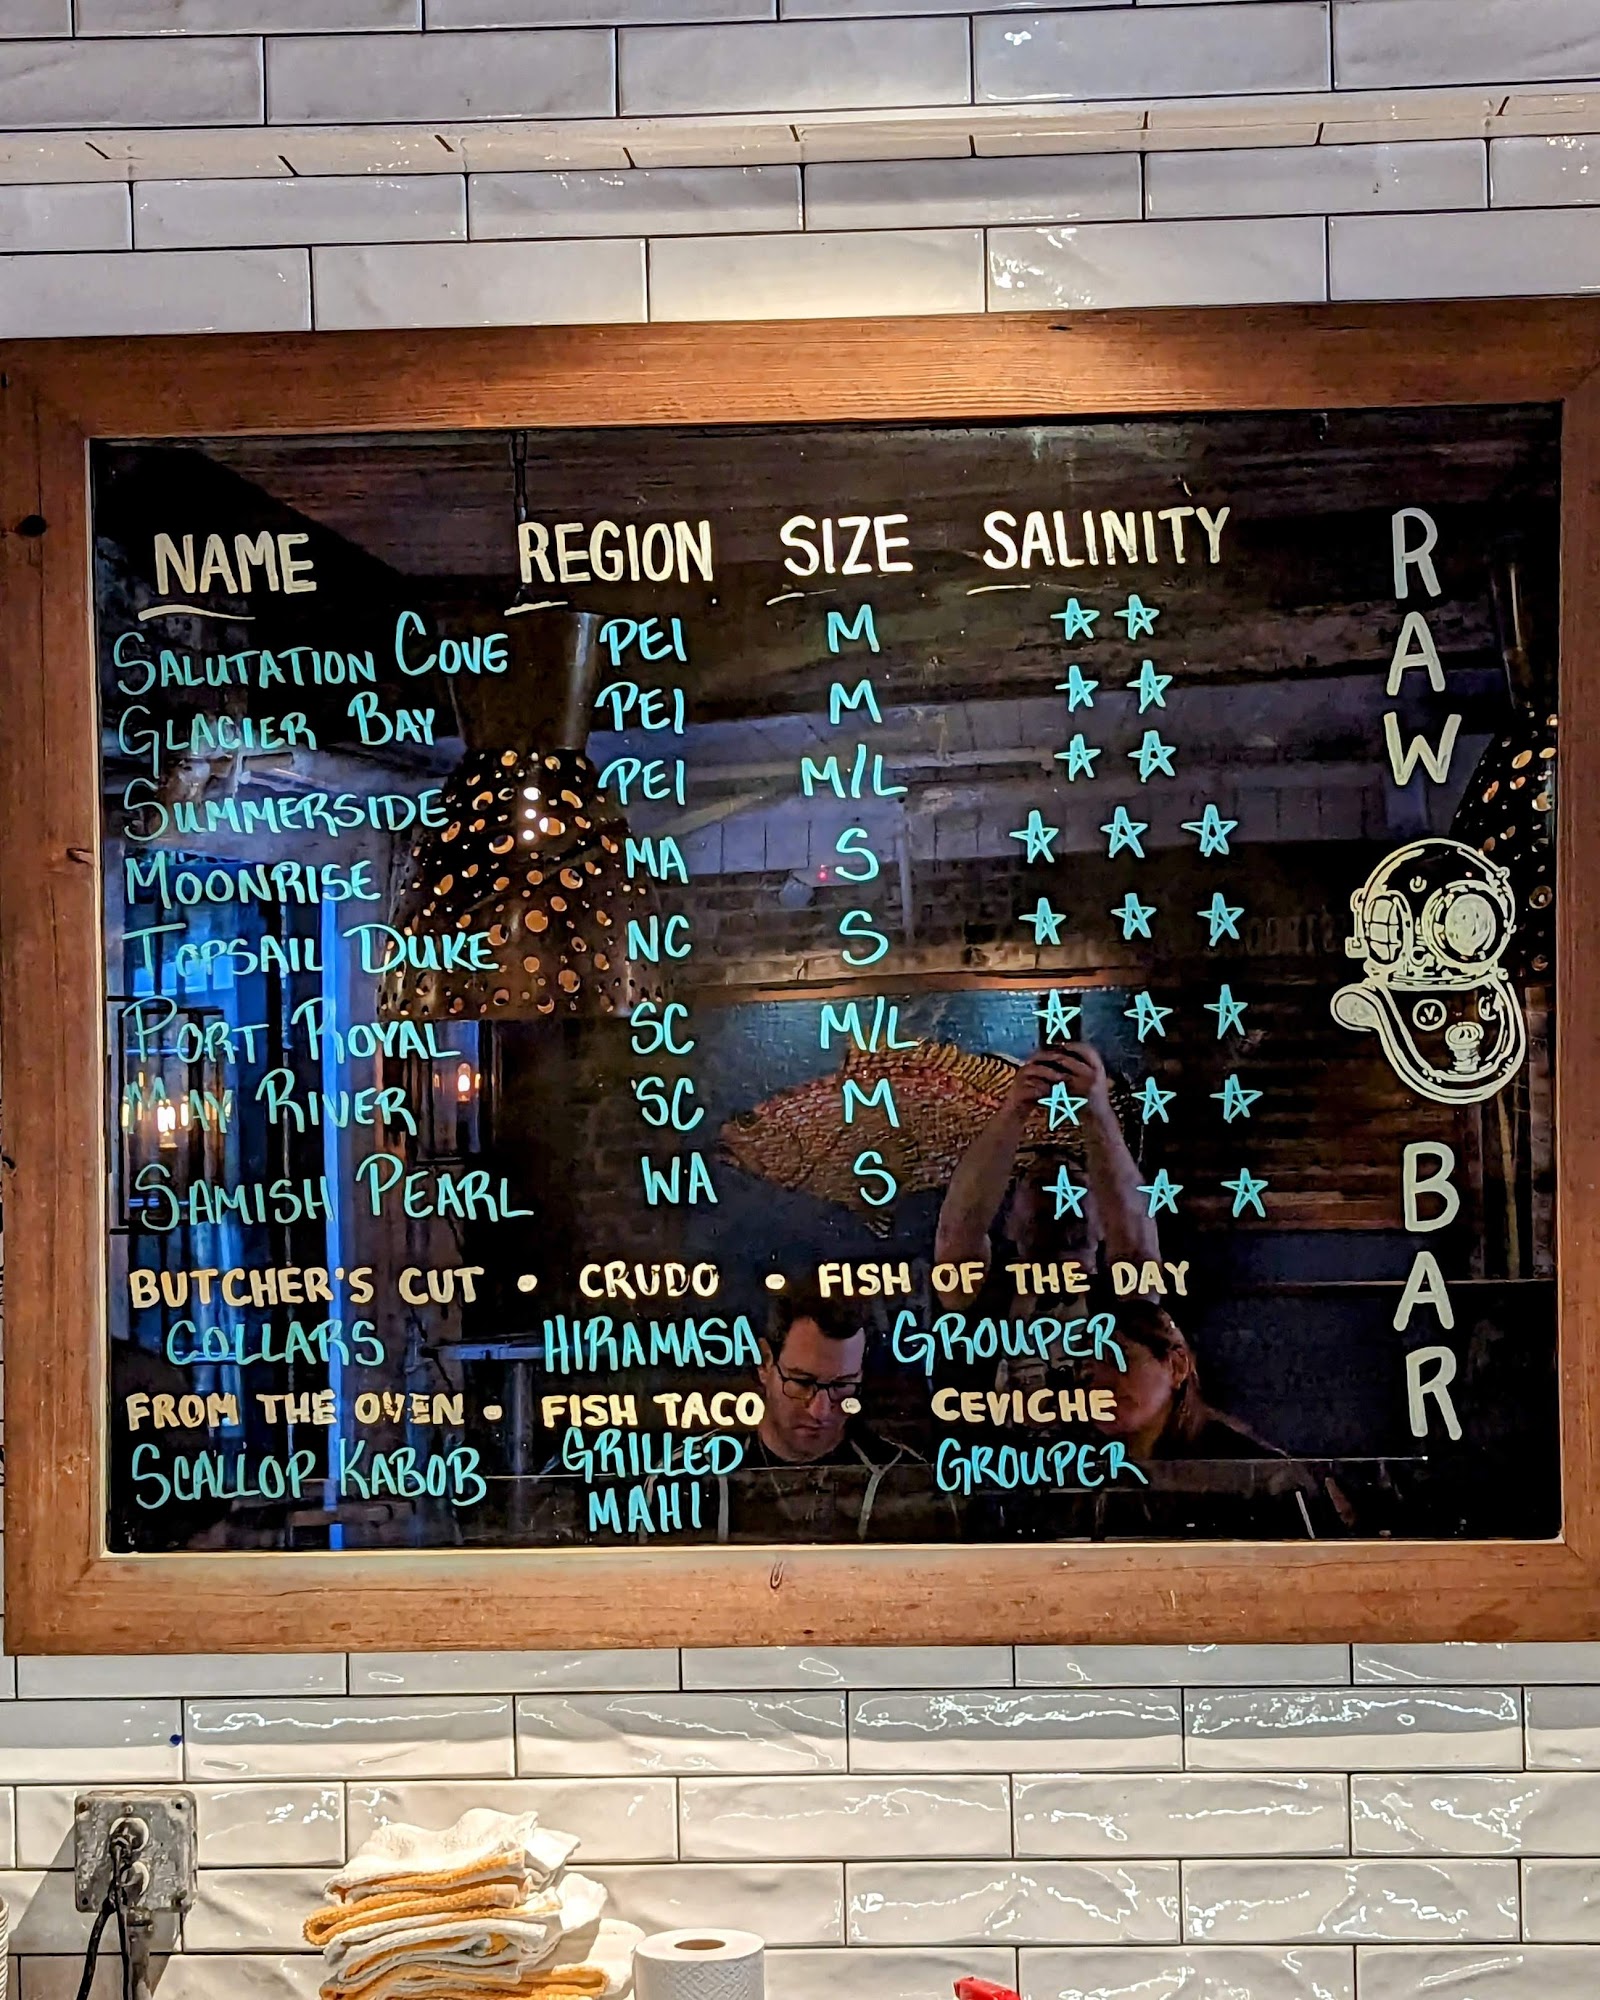 NAME REGION SIZE SALINITY
SALUTATION COVE PEI M ☆☆
GLACIER BAY PEI M ☆☆
SUMMERSIDE PEI M/L ☆☆
MOONRISE MA S ☆☆☆
TOPSAIL DUKE NC S ☆☆☆
PORT ROYAL SC M/L ☆☆☆
MAY RIVER SC M ☆☆☆
SAMISH PEARL WA S ☆☆☆
BUTCHER'S CUT • CRUDO • FISH OF THE DAY
COLLARS HIRAMASA GROUPER
FROM THE OVEN • FISH TACO • CEVICHE
SCALLOP KABOB GRILLED GROUPER
MAHI
RAW
BAR